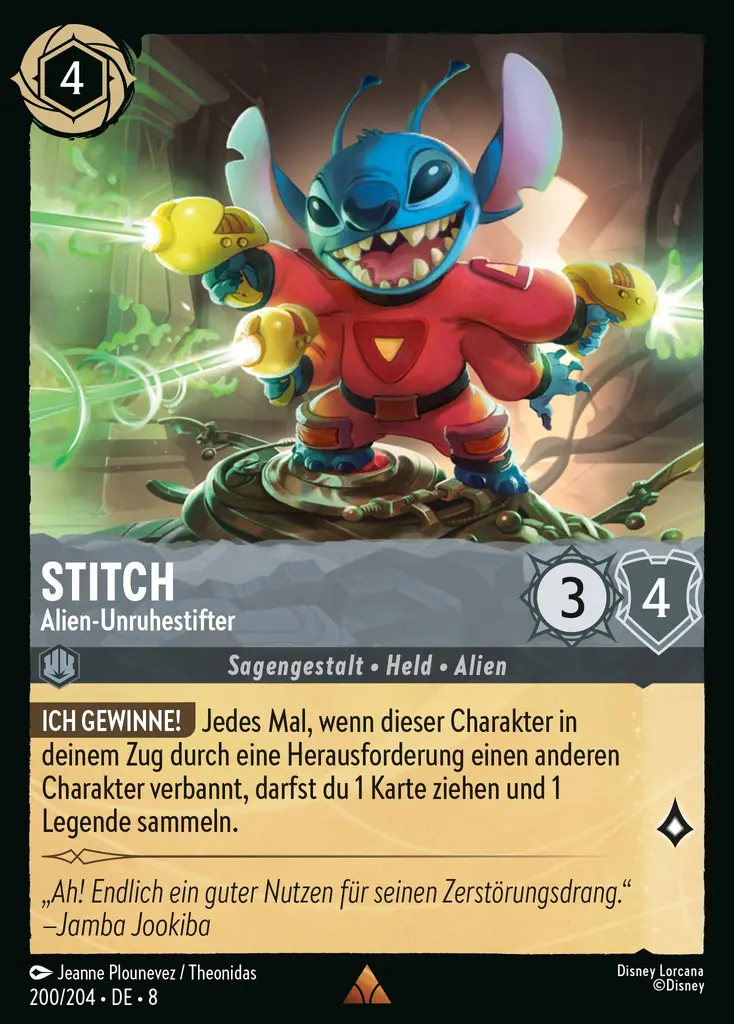 4
STITCH
Alien-Unruhestifter
3
4
Sagengestalt • Held • Alien
ICH GEWINNE! Jedes Mal, wenn dieser Charakter in
deinem Zug durch eine Herausforderung einen anderen
Charakter verbannt, darfst du 1 Karte ziehen und 1
Legende sammeln.
„Ah! Endlich ein guter Nutzen für seinen Zerstörungsdrang.“
—Jamba Jookiba
Jeanne Plounevez / Theonidas
200/204 • DE • 8
Disney Lorcana
©Disney